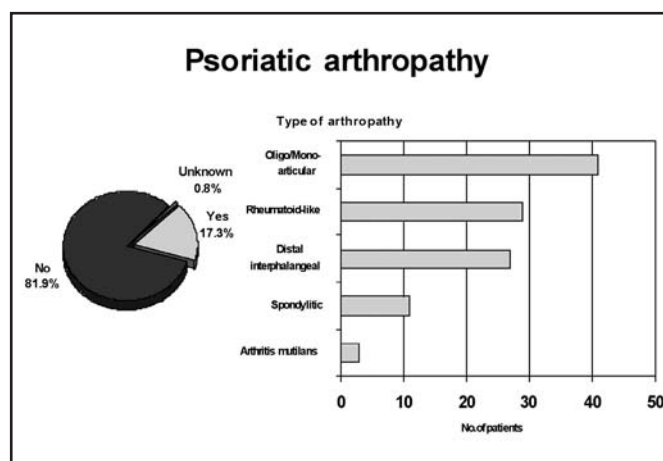 Psoriatic arthropathy
Unknown
0.8%
Yes
17.3%
No
81.9%
Type of arthropathy
Oligo/Mono-
articular
Rheumatoid-like
Distal
interphalangeal
Spondylitic
Arthritis mutilans
0 10 20 30 40 50
No.of patients